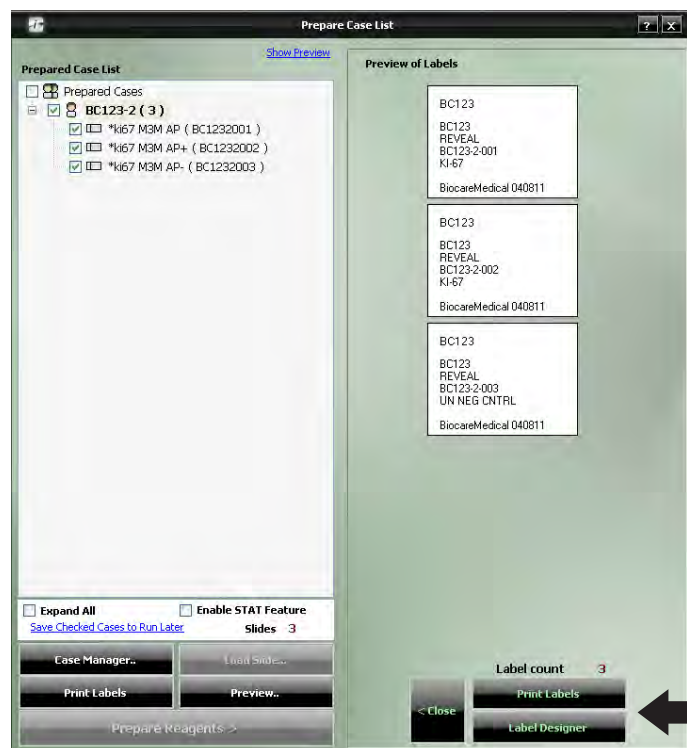 Prepare Case List
? X
Show Preview
Prepared Case List
Prepared Cases
BC123-2 ( 3 )
*ki67 M3M AP ( BC1232001 )
*ki67 M3M AP+ ( BC1232002 )
*ki67 M3M AP- ( BC1232003 )
Expand All
Enable STAT Feature
Save Checked Cases to Run Later
Slides 3
Case Manager..
Load Slide...
Print Labels
Preview..
Prepare Reagents >
Preview of Labels
BC123
BC123
REVEAL
BC123-2-001
KI-67
BiocareMedical 040811
BC123
BC123
REVEAL
BC123-2-002
KI-67
BiocareMedical 040811
BC123
BC123
REVEAL
BC123-2-003
UN NEG CNTRL
BiocareMedical 040811
Label count 3
< Close
Print Labels
Label Designer